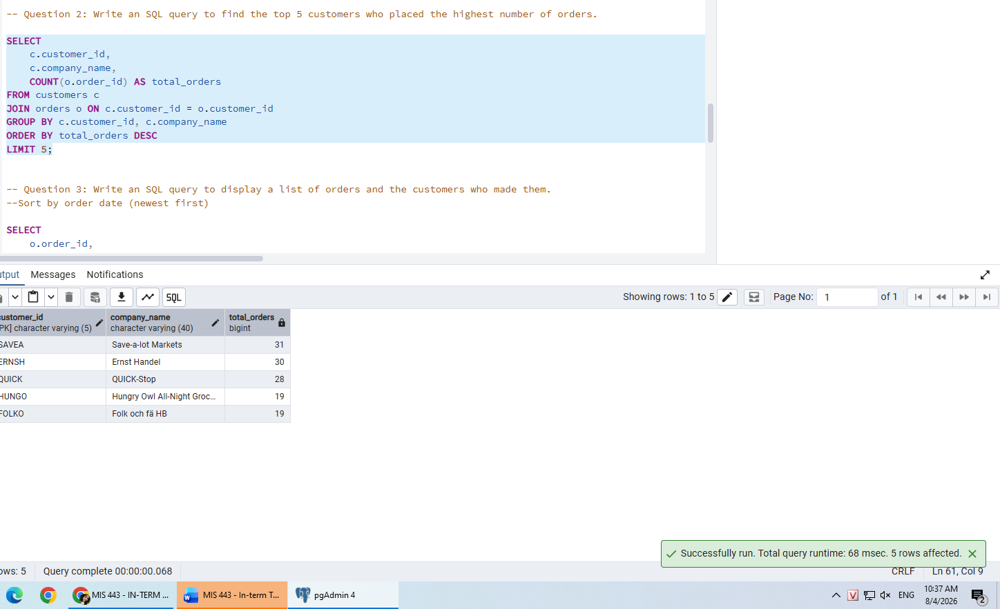 -- Question 2: Write an SQL query to find the top 5 customers who placed the highest number of orders.
SELECT
c.customer_id,
c.company_name,
COUNT(o.order_id) AS total_orders
FROM customers c
JOIN orders o ON c.customer_id = o.customer_id
GROUP BY c.customer_id, c.company_name
ORDER BY total_orders DESC
LIMIT 5;
-- Question 3: Write an SQL query to display a list of orders and the customers who made them.
--Sort by order date (newest first)
SELECT
o.order_id,
utput Messages Notifications
SQL Showing rows: 1 to 5 Page No: 1 of 1
customer_id company_name total_orders
PK] character varying (5) character varying (40) bigint
SAVEA Save-a-lot Markets 31
ERNSH Ernst Handel 30
QUICK QUICK-Stop 28
HUNGO Hungry Owl All-Night Groc... 19
FOLKO Folk och fä HB 19
Successfully run. Total query runtime: 68 msec. 5 rows affected.
ows: 5 Query complete 00:00:00.068 CRLF Ln 61, Col 9
MIS 443 - IN-TERM ... MIS 443 - In-term T... pgAdmin 4 ENG 10:37 AM
8/4/2026 2